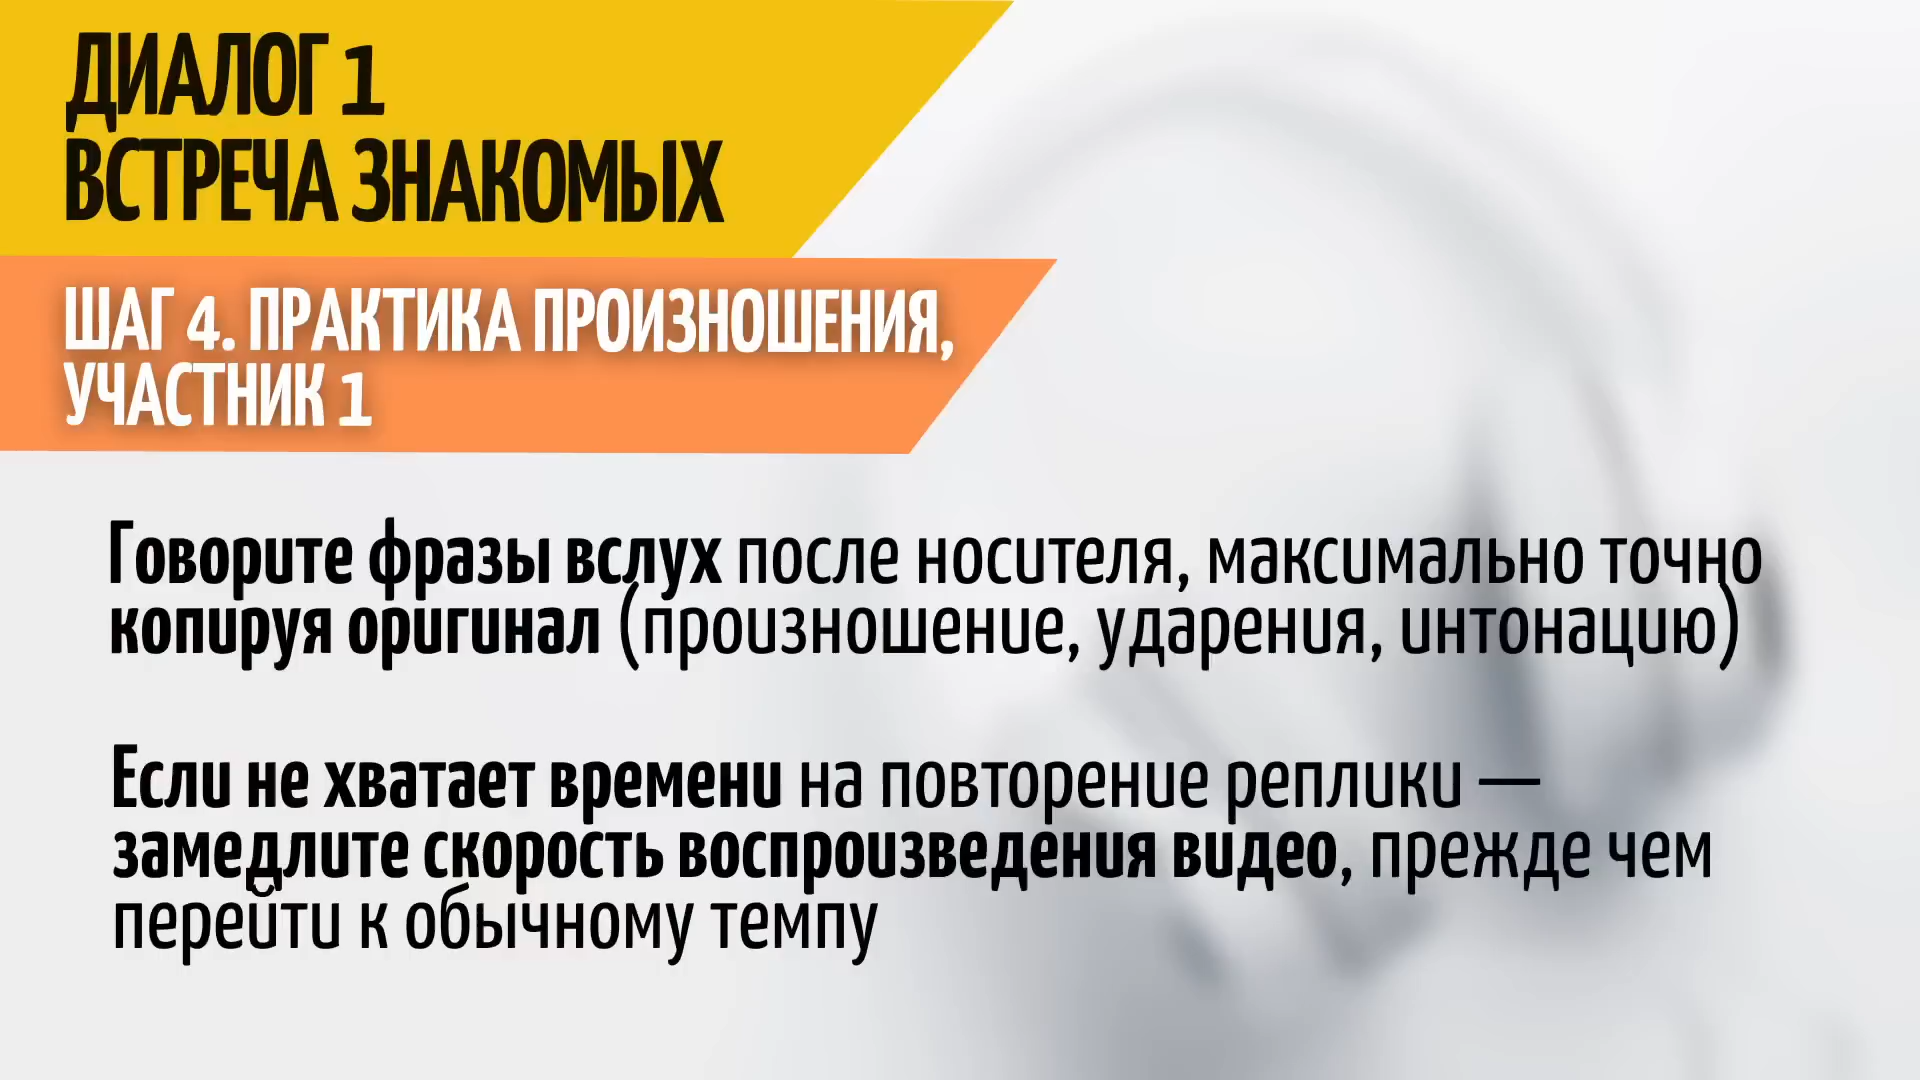 ДИАЛОГ 1
ВСТРЕЧА ЗНАКОМЫХ
ШАГ 4. ПРАКТИКА ПРОИЗНОШЕНИЯ,
УЧАСТНИК 1
Говорите фразы вслух после носителя, максимально точно
копируя оригинал (произношение, ударения, интонацию)
Если не хватает времени на повторение реплики —
замедлите скорость воспроизведения видео, прежде чем
перейти к обычному темпу